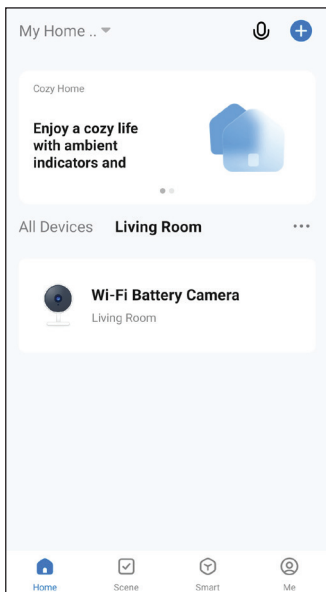 My Home ..
Cozy Home
Enjoy a cozy life
with ambient
indicators and
All Devices Living Room
Wi-Fi Battery Camera
Living Room
Home Scene Smart Me